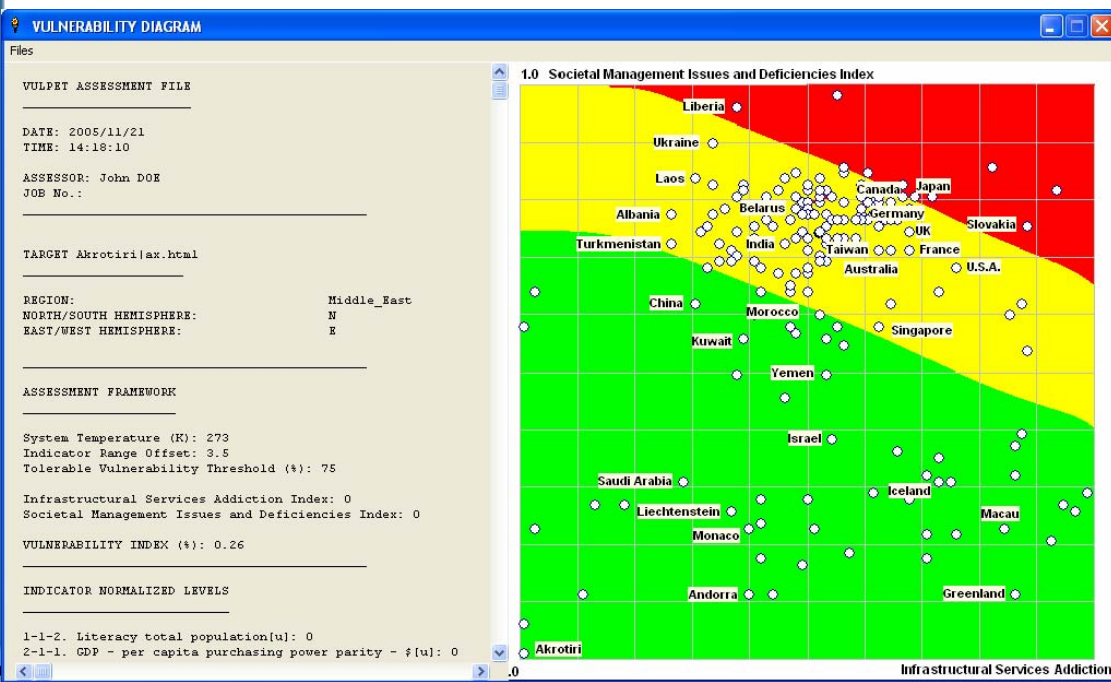 VULNERABILITY DIAGRAM
Files
VULPET ASSESSMENT FILE
DATE: 2005/11/21
TIME: 14:18:10
ASSESSOR: John DOE
JOB No.:
TARGET Akrotiri|ax.html
REGION: Middle_East
NORTH/SOUTH HEMISPHERE: N
EAST/WEST HEMISPHERE: E
ASSESSMENT FRAMEWORK
System Temperature (K): 273
Indicator Range Offset: 3.5
Tolerable Vulnerability Threshold (%): 75
Infrastructural Services Addiction Index: 0
Societal Management Issues and Deficiencies Index: 0
VULNERABILITY INDEX (%): 0.26
INDICATOR NORMALIZED LEVELS
1-1-2. Literacy total population[u]: 0
2-1-1. GDP - per capita purchasing power parity - $[u]: 0
1.0 Societal Management Issues and Deficiencies Index
Liberia
Ukraine
Laos
Canada
Japan
Belarus
Germany
Albania
Slovakia
UK
Turkmenistan
India
Taiwan
France
Australia
U.S.A.
China
Morocco
Singapore
Kuwait
Yemen
Israel
Saudi Arabia
Iceland
Liechtenstein
Macau
Monaco
Andorra
Greenland
Akrotiri
.0
Infrastructural Services Addiction